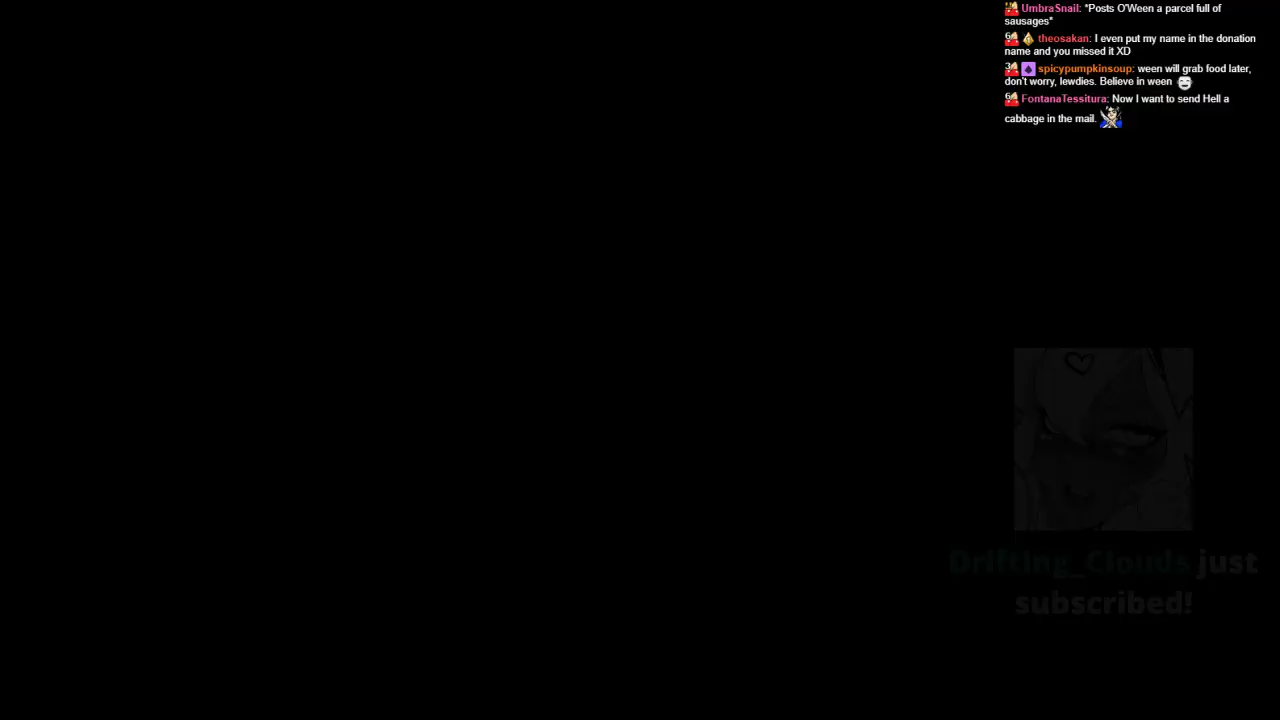 UmbraSnail: *Posts O'Ween a parcel full of
sausages*
theosakan: I even put my name in the donation
name and you missed it XD
spicypumpkinsoup: ween will grab food later,
don't worry, lewdies. Believe in ween
FontanaTessitura: Now I want to send Hell a
cabbage in the mail.
Drifting_Clouds just
subscribed!